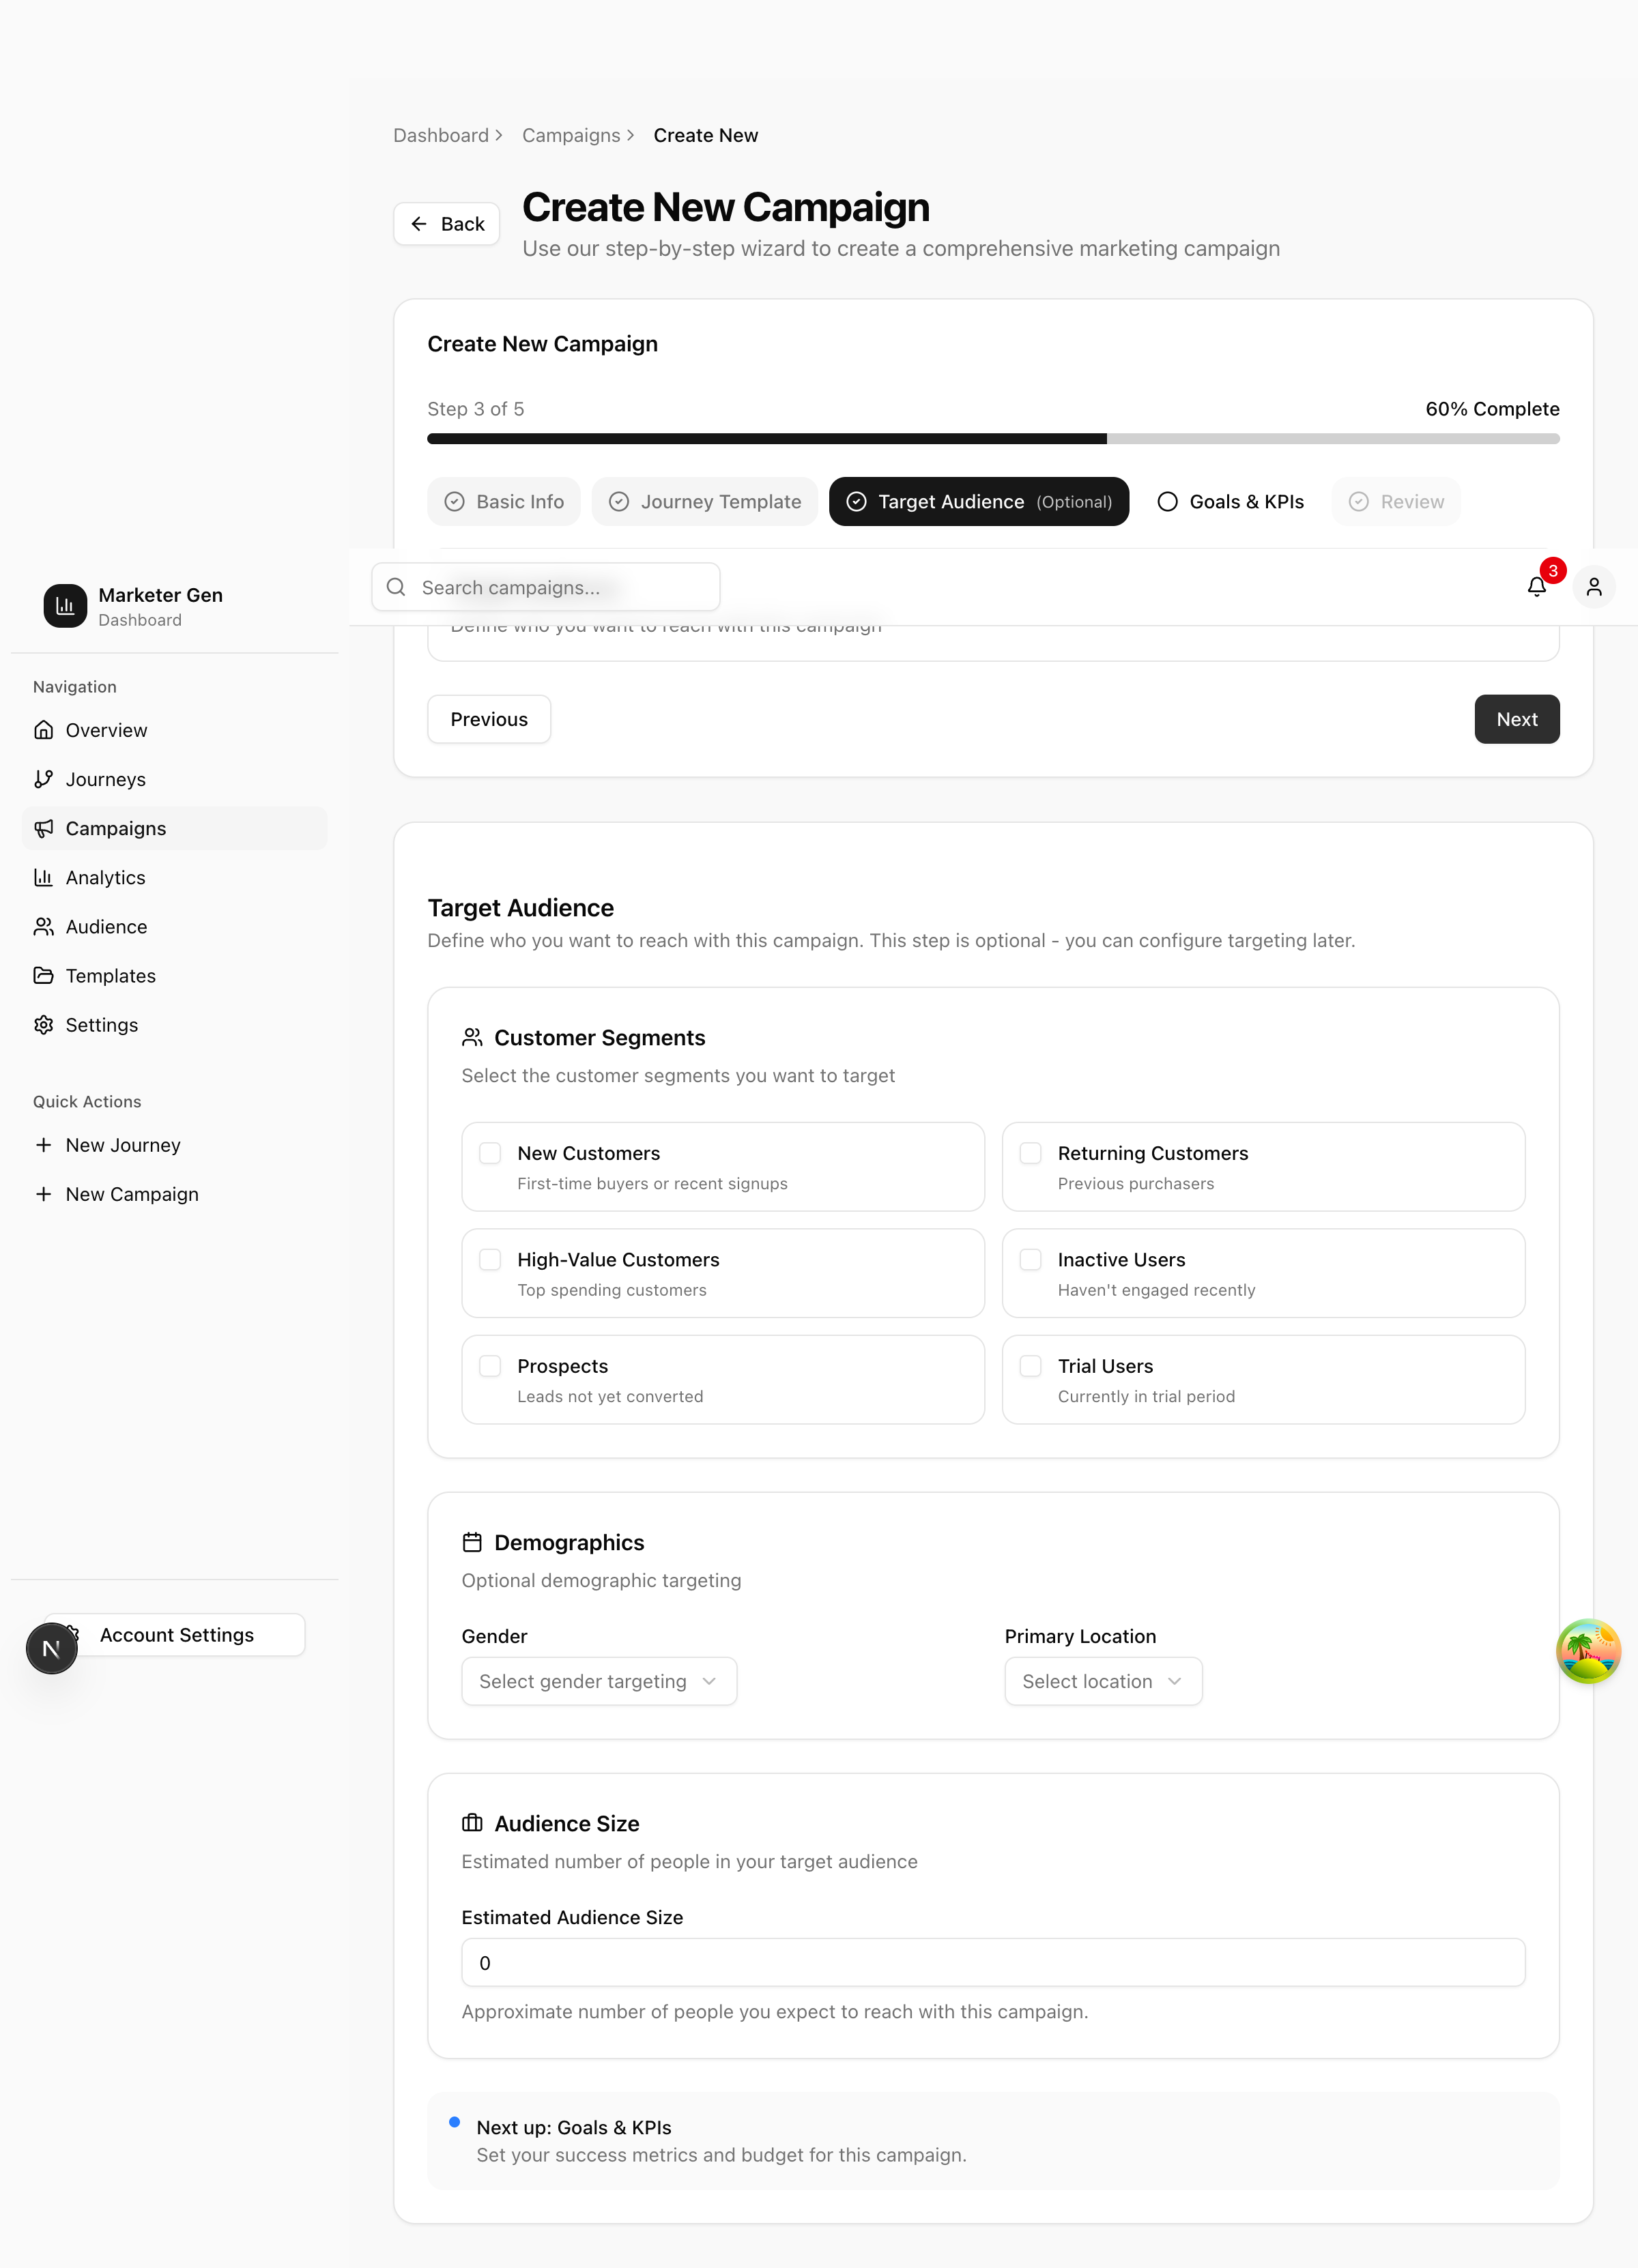 Dashboard
Campaigns
Create New
Back
Create New Campaign
Use our step-by-step wizard to create a comprehensive marketing campaign
Create New Campaign
Step 3 of 5
60% Complete
Basic Info
Journey Template
Target Audience (Optional)
Goals & KPIs
Review
Search campaigns...
3
Define who you want to reach with this campaign
Previous
Next
Marketer Gen
Dashboard
Navigation
Overview
Journeys
Campaigns
Analytics
Audience
Templates
Settings
Quick Actions
New Journey
New Campaign
Account Settings
N
Target Audience
Define who you want to reach with this campaign. This step is optional - you can configure targeting later.
Customer Segments
Select the customer segments you want to target
New Customers
First-time buyers or recent signups
Returning Customers
Previous purchasers
High-Value Customers
Top spending customers
Inactive Users
Haven't engaged recently
Prospects
Leads not yet converted
Trial Users
Currently in trial period
Demographics
Optional demographic targeting
Gender
Select gender targeting
Primary Location
Select location
Audience Size
Estimated number of people in your target audience
Estimated Audience Size
0
Approximate number of people you expect to reach with this campaign.
Next up: Goals & KPIs
Set your success metrics and budget for this campaign.